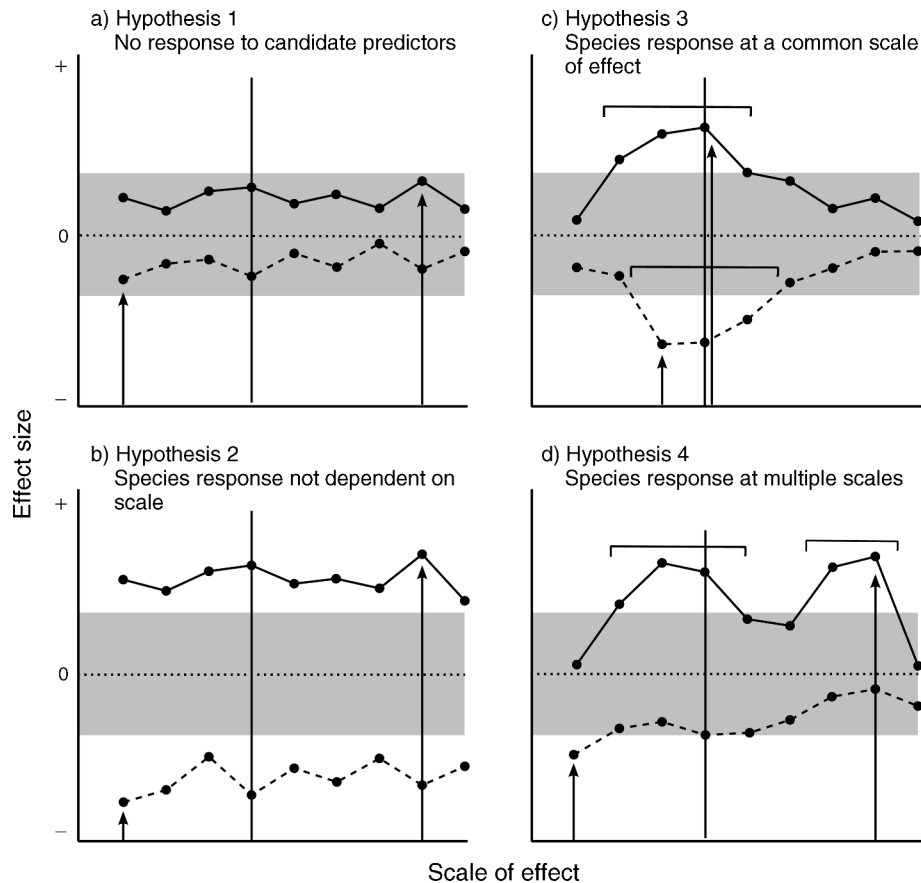 a) Hypothesis 1
No response to candidate predictors
+
0
−
c) Hypothesis 3
Species response at a common scale
of effect
b) Hypothesis 2
Species response not dependent on
scale
+
0
−
d) Hypothesis 4
Species response at multiple scales
Effect size
Scale of effect